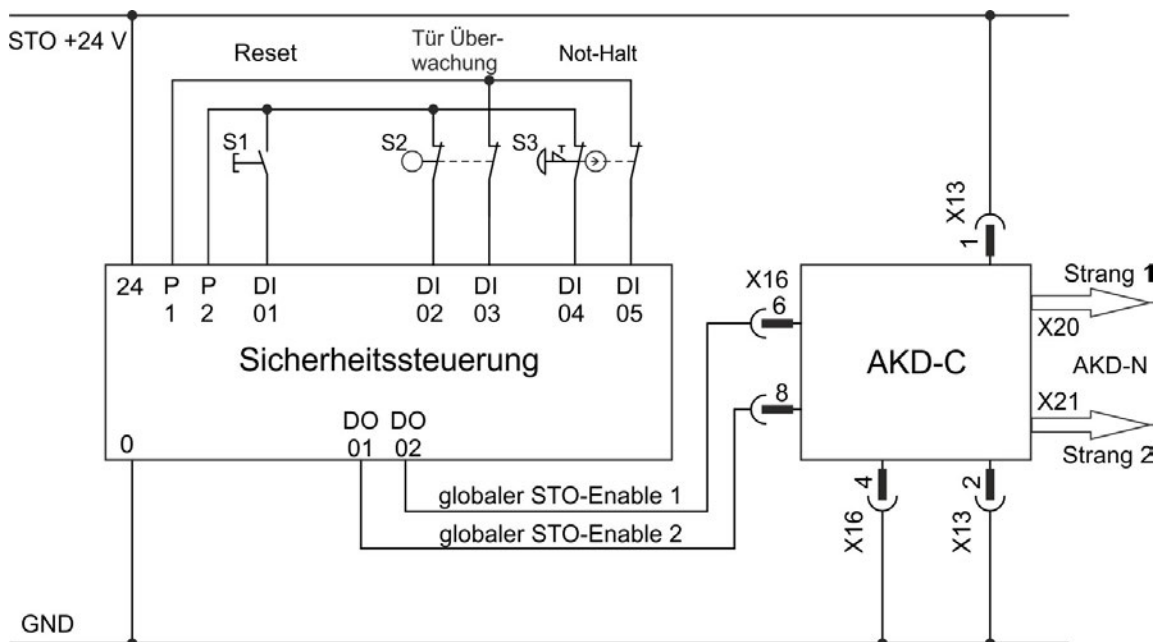 STO +24 V
Reset
Tür Über-
wachung
Not-Halt
S1
S2
S3
X13
1
24
P
1
P
2
DI
01
DI
02
DI
03
DI
04
DI
05
Sicherheitssteuerung
0
DO
01
DO
02
X16
6
8
AKD-C
Strang 1
X20
AKD-N
X21
Strang 2
globaler STO-Enable 1
globaler STO-Enable 2
4
X16
2
X13
GND